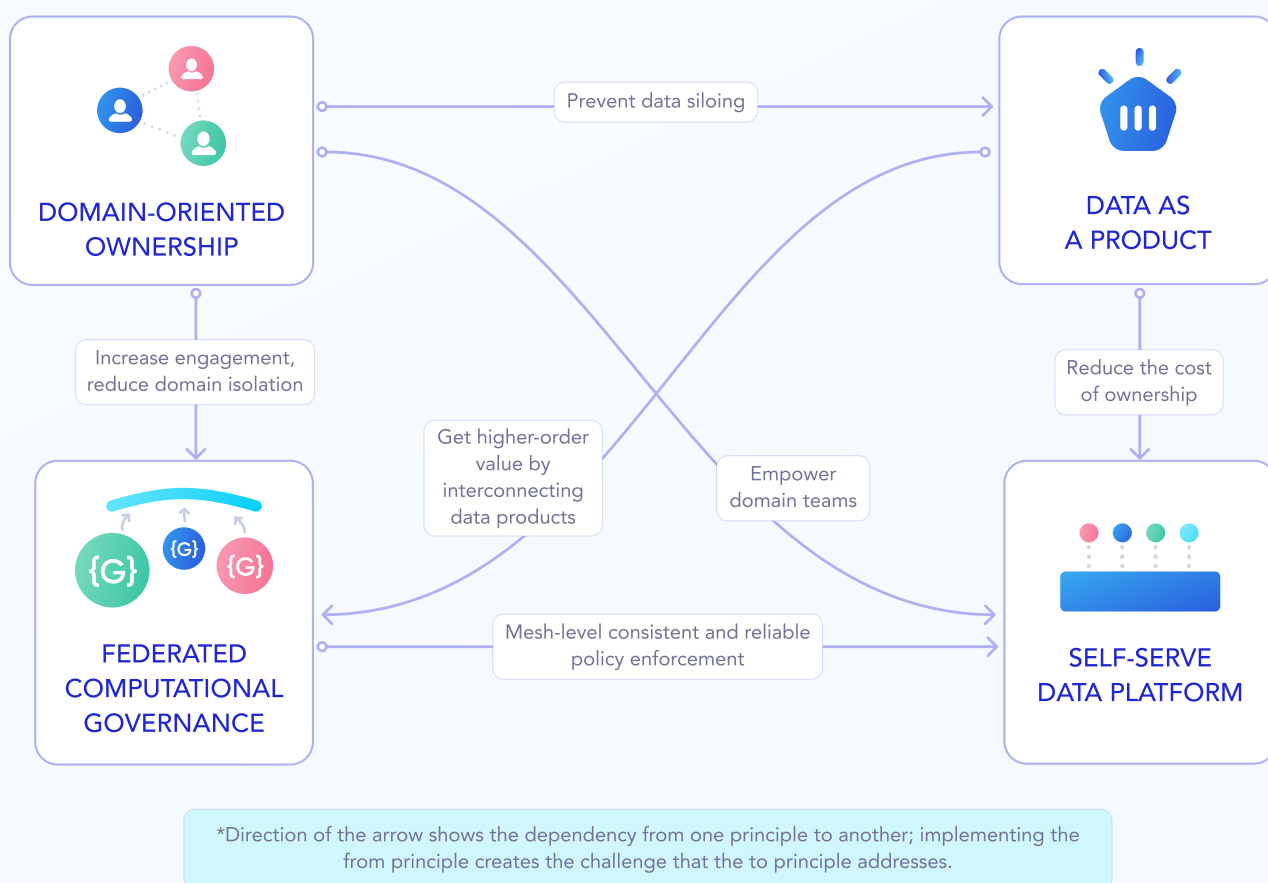 Prevent data siloing
DOMAIN-ORIENTED
OWNERSHIP
DATA AS
A PRODUCT
Increase engagement,
reduce domain isolation
Reduce the cost
of ownership
Get higher-order
value by
interconnecting
data products
Empower
domain teams
{G}
{G}
{G}
Mesh-level consistent and reliable
policy enforcement
FEDERATED
COMPUTATIONAL
GOVERNANCE
SELF-SERVE
DATA PLATFORM
*Direction of the arrow shows the dependency from one principle to another; implementing the
from principle creates the challenge that the to principle addresses.